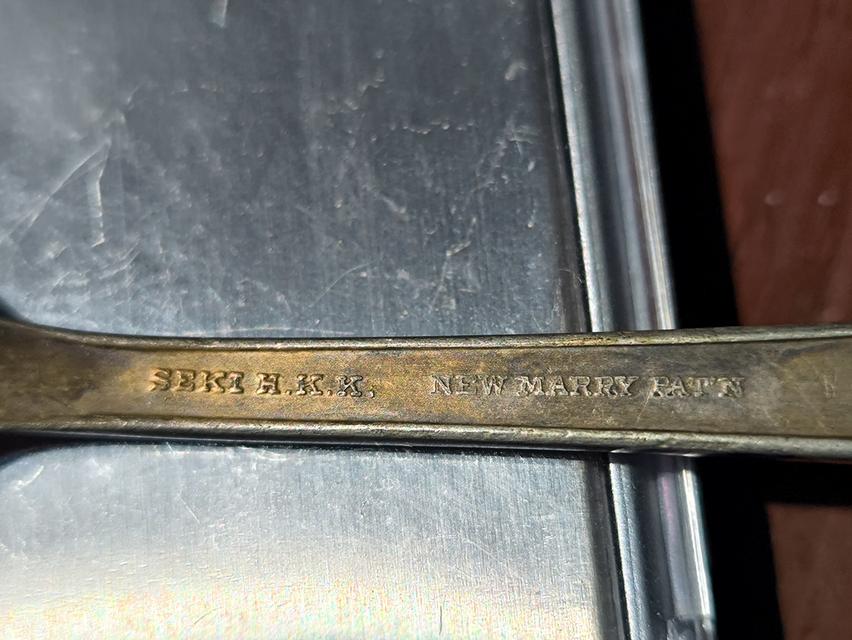 SEKI H.K.K. NEW MARRY PAT'N